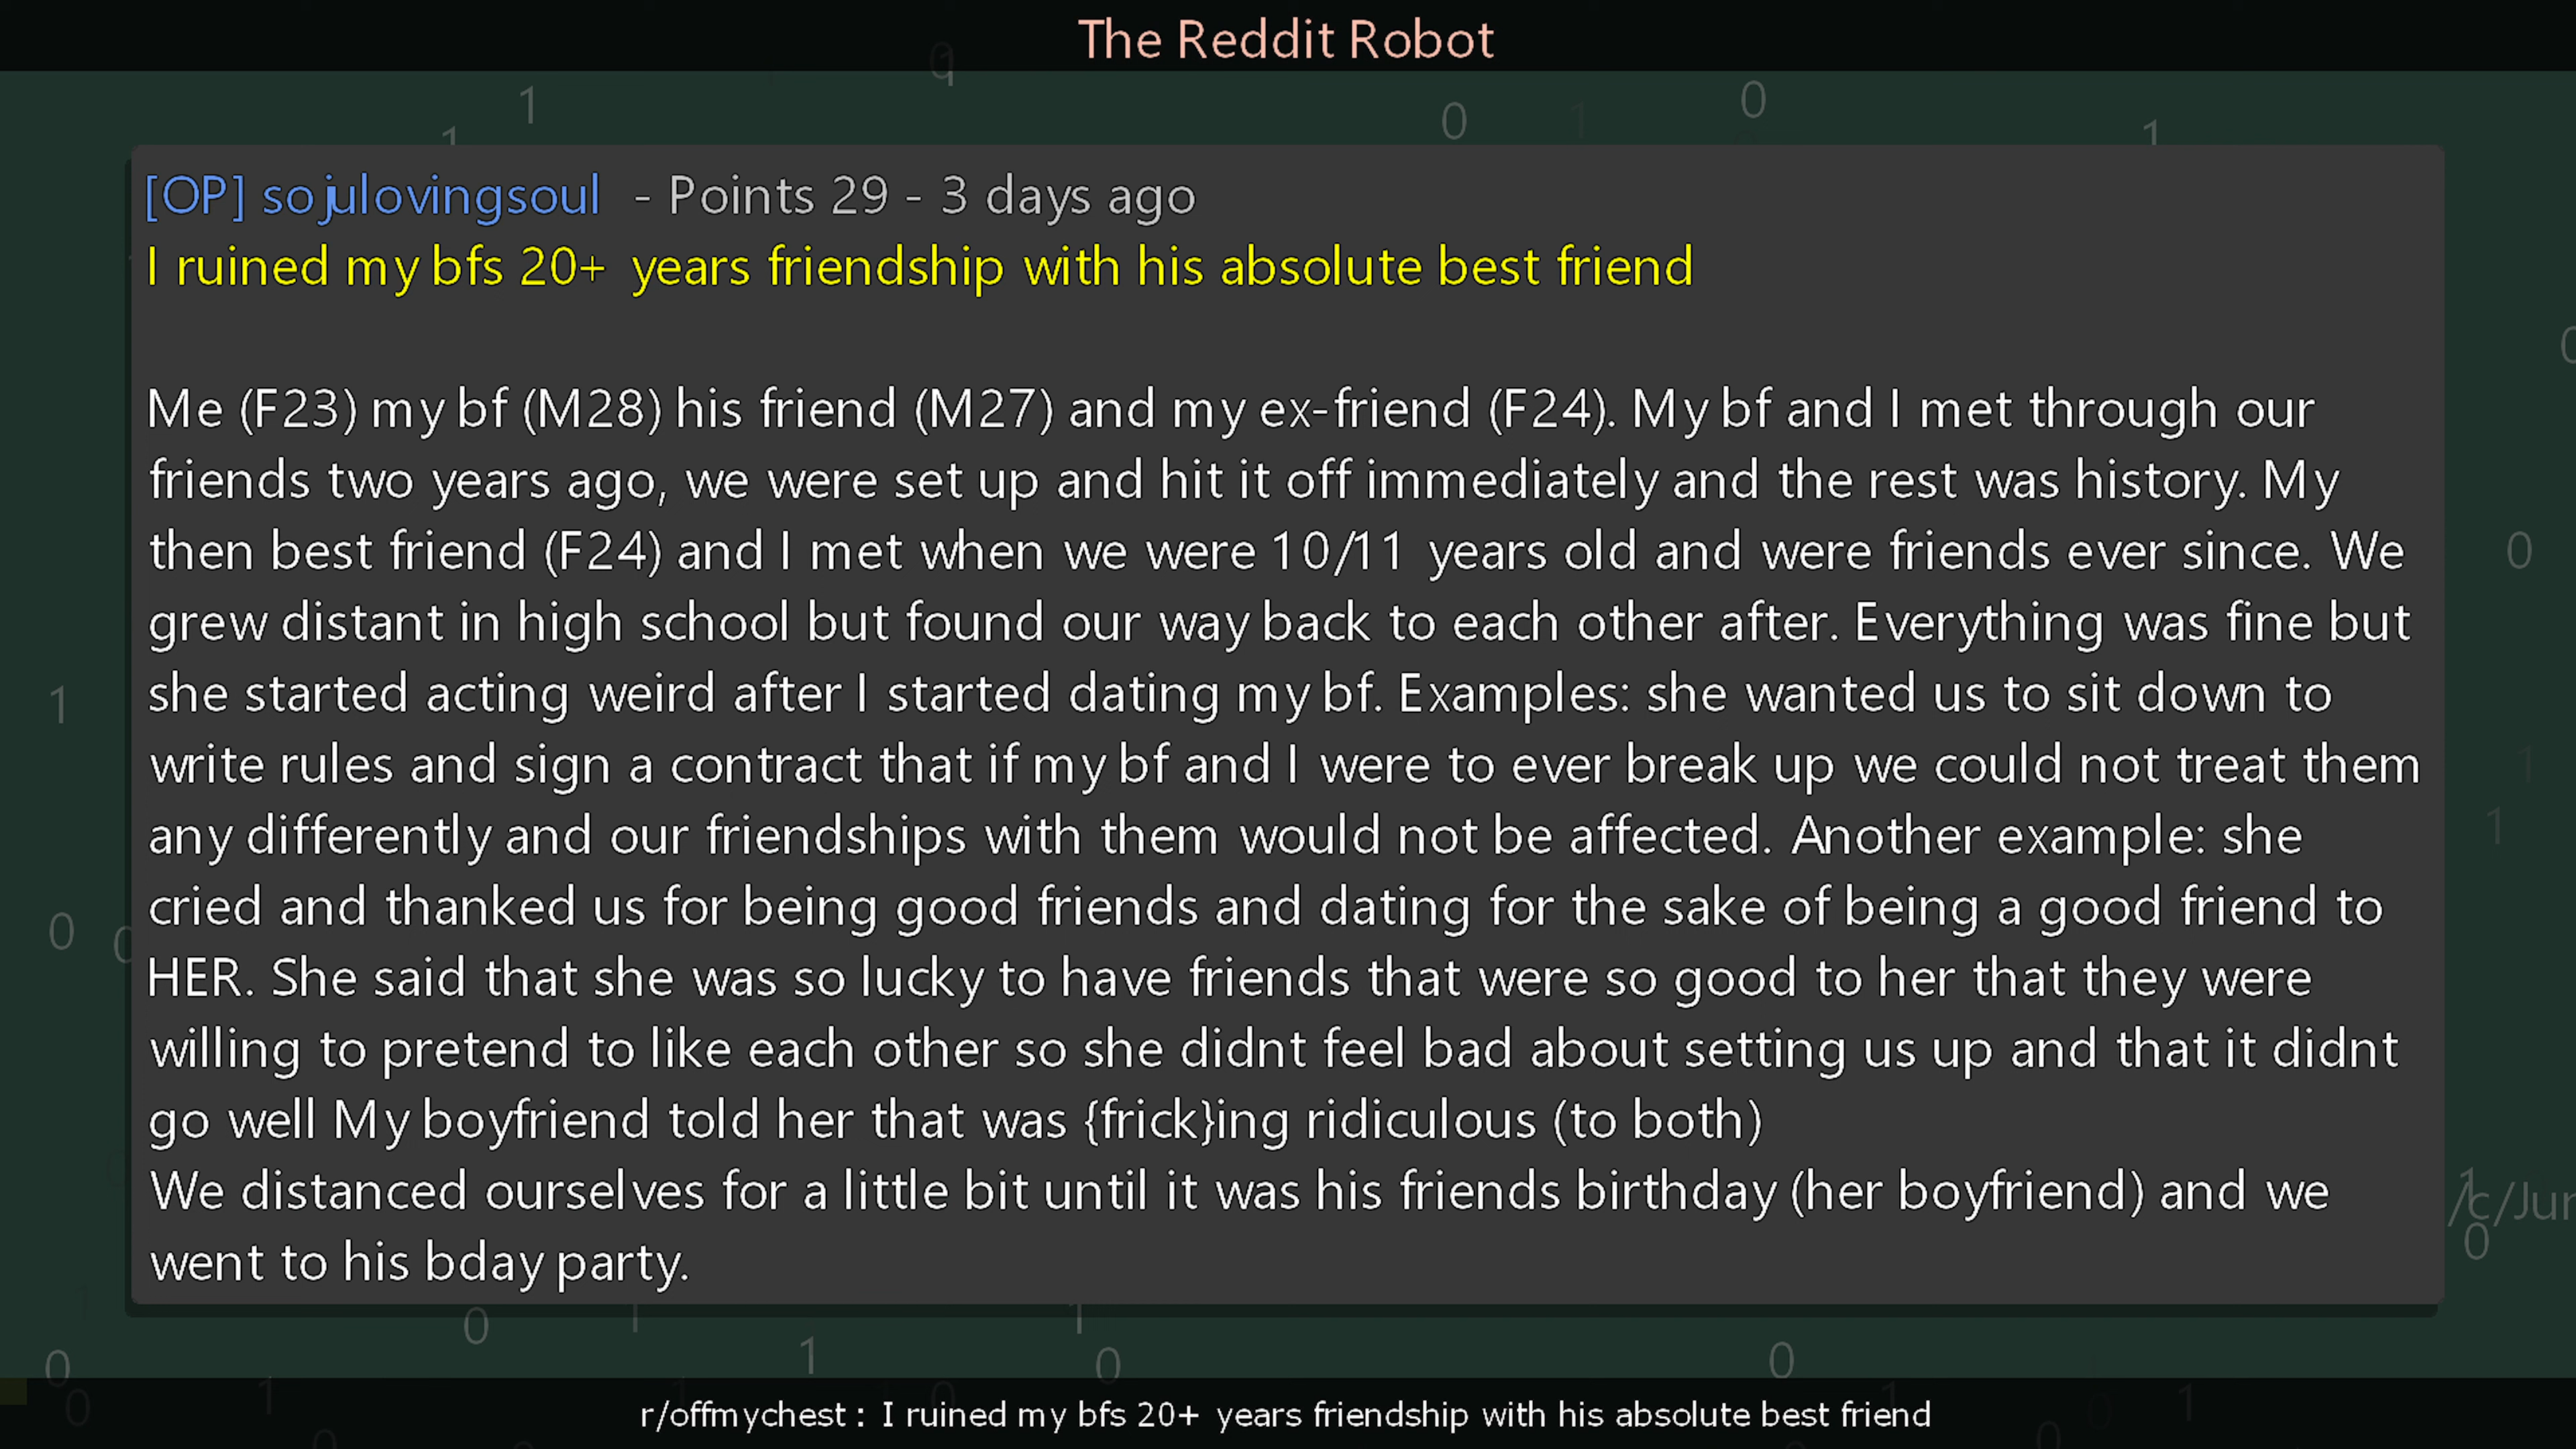 The Reddit Robot
[OP] sojulovingsoul - Points 29 - 3 days ago
I ruined my bfs 20+ years friendship with his absolute best friend
Me (F23) my bf (M28) his friend (M27) and my ex-friend (F24). My bf and I met through our
friends two years ago, we were set up and hit it off immediately and the rest was history. My
then best friend (F24) and I met when we were 10/11 years old and were friends ever since. We
grew distant in high school but found our way back to each other after. Everything was fine but
she started acting weird after I started dating my bf. Examples: she wanted us to sit down to
write rules and sign a contract that if my bf and I were to ever break up we could not treat them
any differently and our friendships with them would not be affected. Another example: she
cried and thanked us for being good friends and dating for the sake of being a good friend to
HER. She said that she was so lucky to have friends that were so good to her that they were
willing to pretend to like each other so she didnt feel bad about setting us up and that it didnt
go well My boyfriend told her that was {frick}ing ridiculous (to both)
We distanced ourselves for a little bit until it was his friends birthday (her boyfriend) and we
went to his bday party.
/c/Jun
r/offmychest : I ruined my bfs 20+ years friendship with his absolute best friend